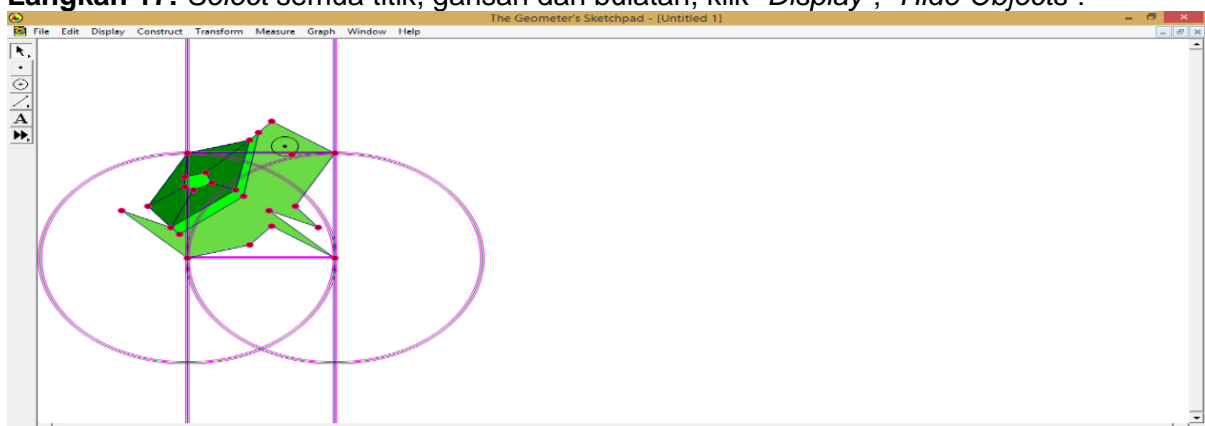 Langkah 17: Select semua titik, garisan dan bulatan, klik "Display", "Hide Objects".
The Geometer's Sketchpad - [Untitled 1]
File Edit Display Construct Transform Measure Graph Window Help
A